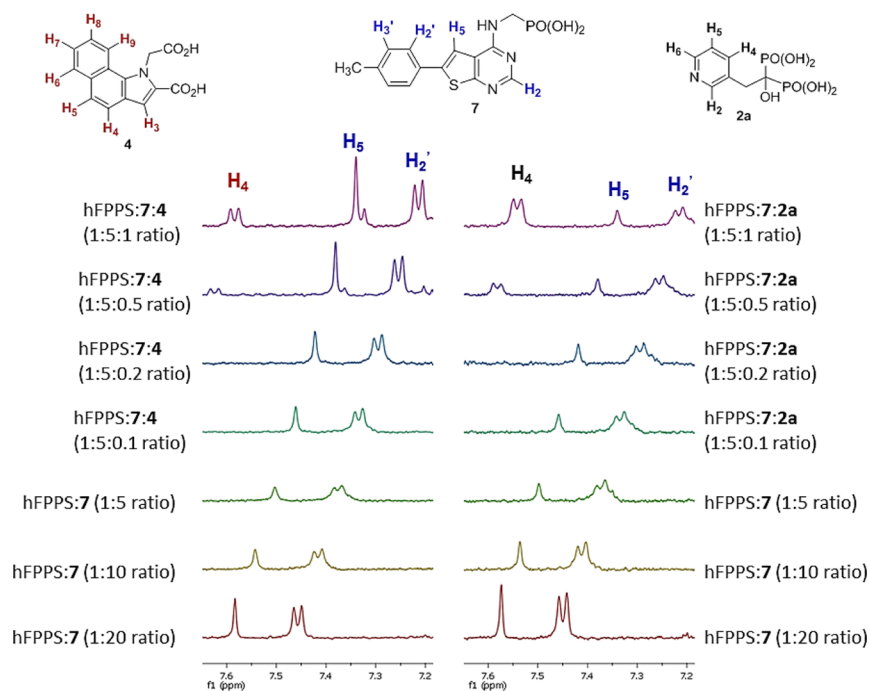 H8
H7
H9
CO2H
H6
N
CO2H
H5
H4
H3
4
7
HN
PO(OH)2
H3'
H2'
H5
N
H3C
S
N
H2
7
H5
H6
H4
N
PO(OH)2
PO(OH)2
OH
H2
2a
H4
H5
H2'
H4
H5
H2'
hFPPS:7:4
(1:5:1 ratio)
hFPPS:7:2a
(1:5:1 ratio)
hFPPS:7:4
(1:5:0.5 ratio)
hFPPS:7:2a
(1:5:0.5 ratio)
hFPPS:7:4
(1:5:0.2 ratio)
hFPPS:7:2a
(1:5:0.2 ratio)
hFPPS:7:4
(1:5:0.1 ratio)
hFPPS:7:2a
(1:5:0.1 ratio)
hFPPS:7 (1:5 ratio)
hFPPS:7 (1:5 ratio)
hFPPS:7 (1:10 ratio)
hFPPS:7 (1:10 ratio)
hFPPS:7 (1:20 ratio)
hFPPS:7 (1:20 ratio)
7.6 7.5 7.4 7.3 7.2
f1 (ppm)
7.6 7.5 7.4 7.3 7.2
f1 (ppm)